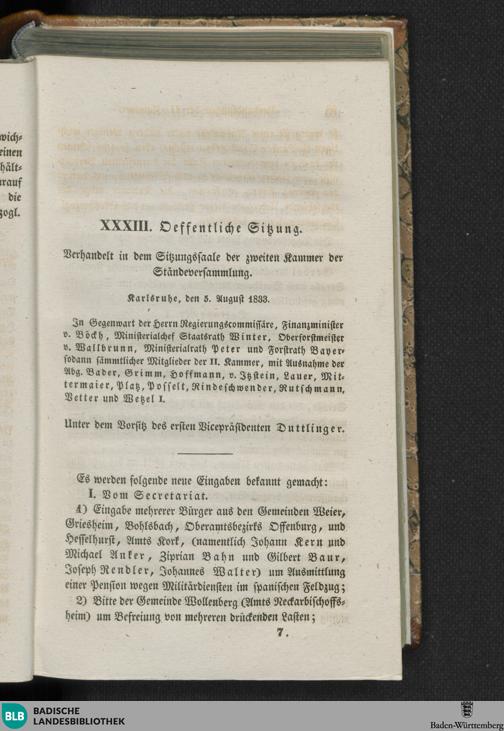 wich-
einen
hält-
rauf
die
zogl.
XXXIII. Oeffentliche Sitzung.
Verhandelt in dem Sitzungssaale der zweiten Kammer der
Ständeversammlung.
Karlsruhe, den 5. August 1833.
In Gegenwart der Herrn Regierungscommissäre, Finanzminister
v. Böckh, Ministerialchef Staatsrath Winter, Oberforstmeister
v. Wallbrunn, Ministerialrath Peter und Forstrath Bayer,
sodann sämmtlicher Mitglieder der II. Kammer, mit Ausnahme der
Abg. Bader, Grimm, Hoffmann, v. Itzstein, Lauer, Mit-
termaier, Platz, Posselt, Rindeschwender, Rutschmann,
Vetter und Wetzel I.
Unter dem Vorsitz des ersten Vicepräsidenten Duttlinger.
Es werden folgende neue Eingaben bekannt gemacht:
I. Vom Secretariat.
1) Eingabe mehrerer Bürger aus den Gemeinden Weier,
Griesheim, Bohlsbach, Oberamtsbezirks Offenburg, und
Hesselhurst, Amts Kork, (namentlich Johann Kern und
Michael Anker, Ziprian Bahn und Gilbert Baur,
Joseph Rendler, Johannes Walter) um Ausmittlung
einer Pension wegen Militärdiensten im spanischen Feldzug;
2) Bitte der Gemeinde Wollenberg (Amts Neckarbischoffs-
heim) um Befreiung von mehreren drückenden Lasten;
7.
BLB BADISCHE
LANDESBIBLIOTHEK
Baden-Württemberg